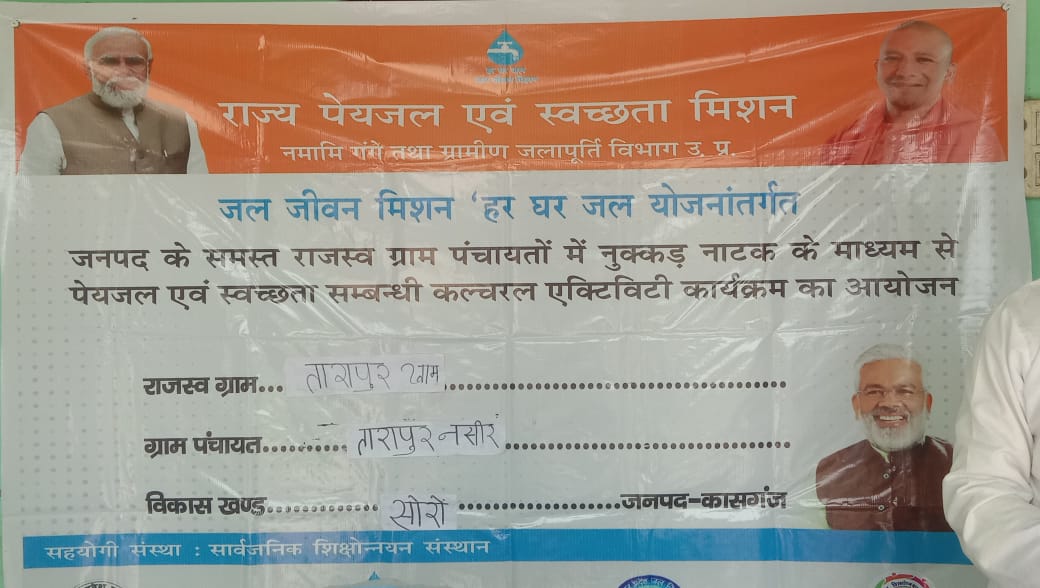 राज्य पेयजल एवं स्वच्छता मिशन
नमामि गंगे तथा ग्रामीण जलापूर्ति विभाग उ. प्र.
जल जीवन मिशन 'हर घर जल योजनांतर्गत
जनपद के समस्त राजस्व ग्राम पंचायतों में नुक्कड़ नाटक के माध्यम से
पेयजल एवं स्वच्छता सम्बन्धी कल्चरल एक्टिविटी कार्यक्रम का आयोजन
राजस्व ग्राम... तारापुर खाम
ग्राम पंचायत... तारापुर नसीर
विकास खण्ड... सोरों ...जनपद-कासगंज
सहयोगी संस्था : सार्वजनिक शिक्षोन्नयन संस्थान